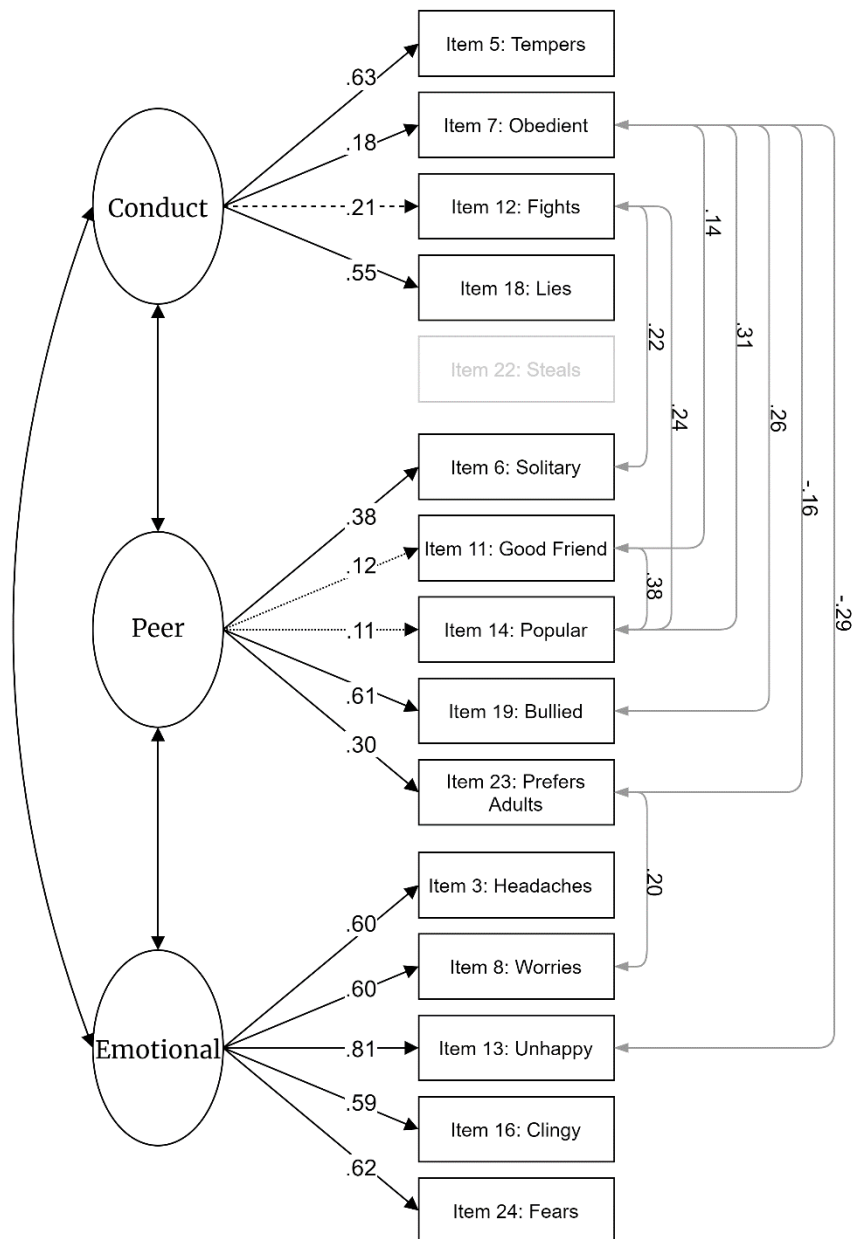 Item 5: Tempers
.63
Item 7: Obedient
.18
Conduct
.21
Item 12: Fights
.14
.55
Item 18: Lies
.22
.31
Item 22: Steals
.24
.26
Item 6: Solitary
.38
-.16
Item 11: Good Friend
.12
.38
-.29
Peer
.11
Item 14: Popular
.61
Item 19: Bullied
.30
Item 23: Prefers
Adults
Item 3: Headaches
.20
.60
Item 8: Worries
.60
Emotional
.81
Item 13: Unhappy
.59
Item 16: Clingy
.62
Item 24: Fears